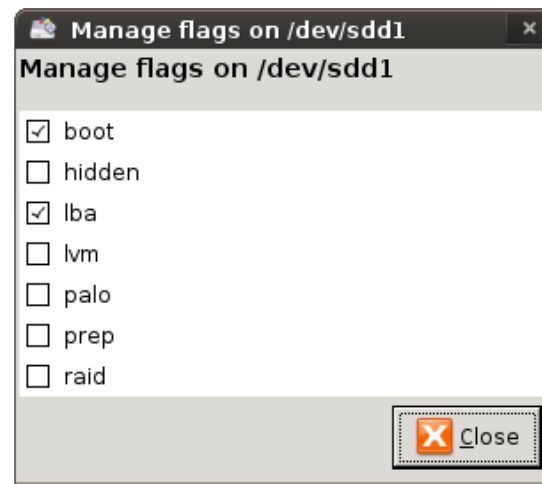 Manage flags on /dev/sdd1
Manage flags on /dev/sdd1
boot
hidden
lba
lvm
palo
prep
raid
Close